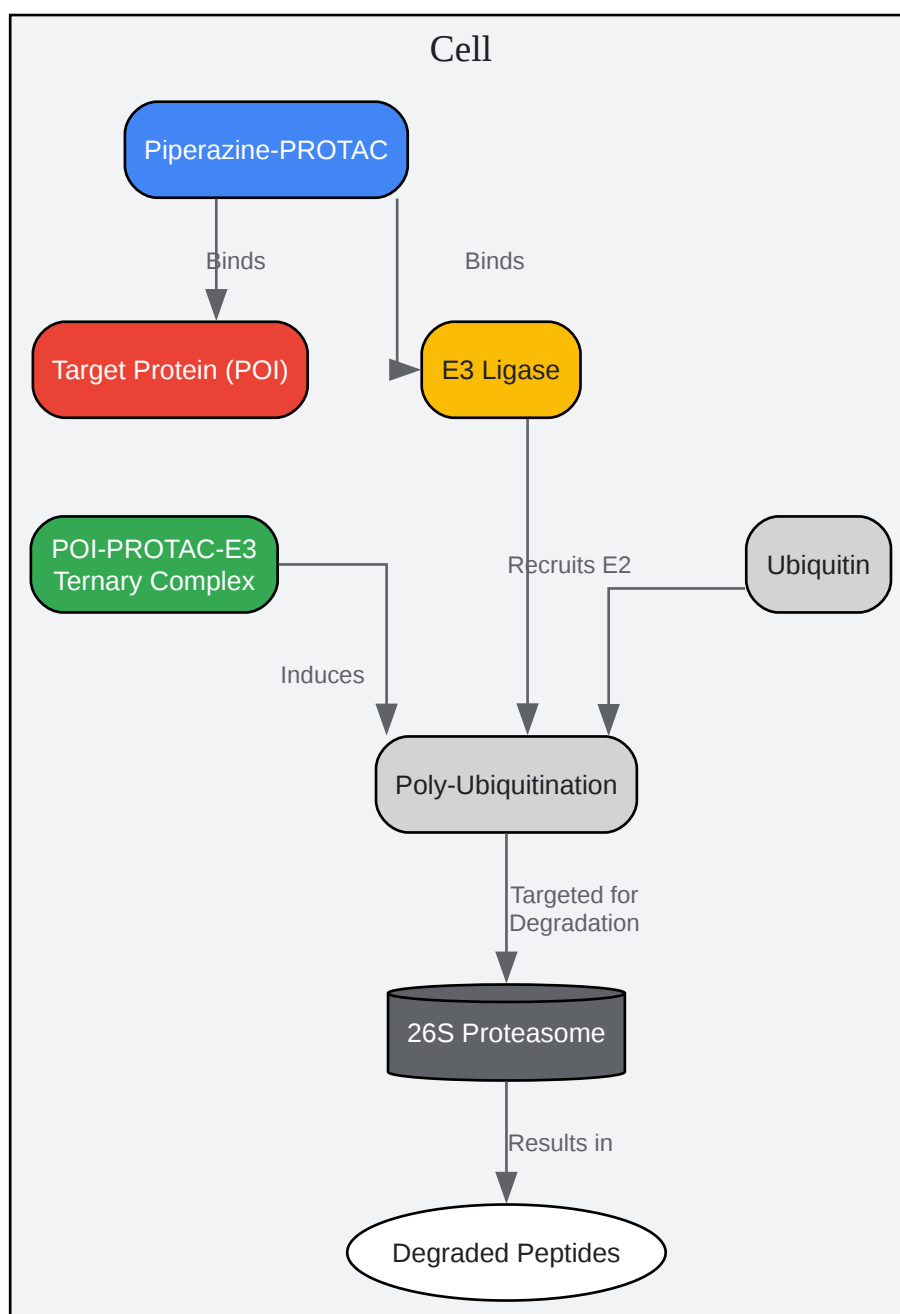 Cell
Piperazine-PROTAC
Binds
Binds
Target Protein (POI)
E3 Ligase
POI-PROTAC-E3
Ternary Complex
Recruits E2
Ubiquitin
Induces
Poly-Ubiquitination
Targeted for
Degradation
26S Proteasome
Results in
Degraded Peptides